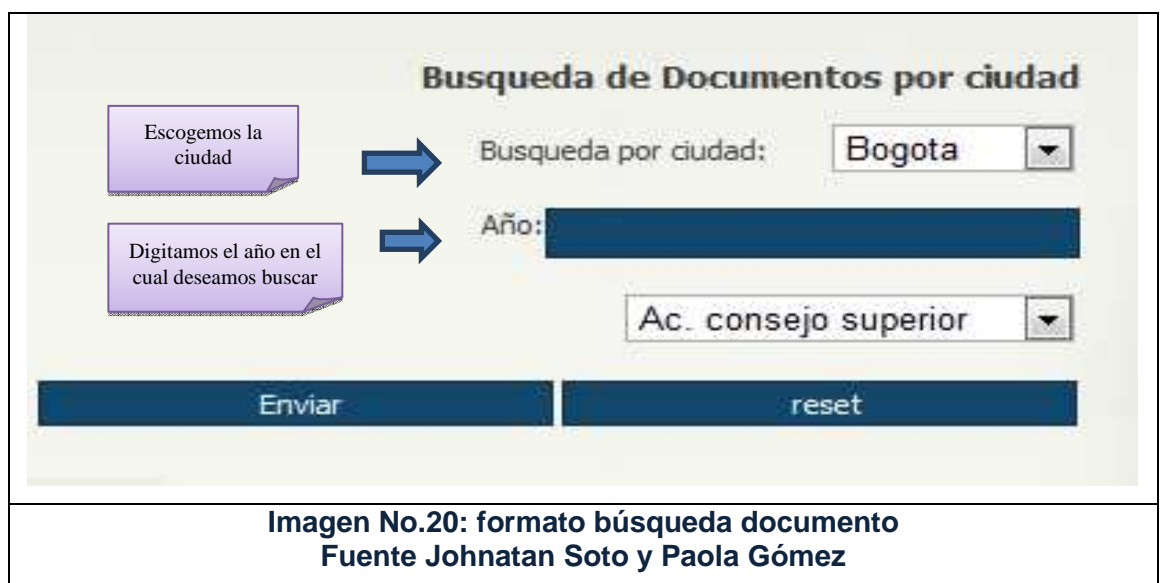 Busqueda de Documentos por ciudad
Escogemos la
ciudad
Busqueda por ciudad:
Bogota
Digitamos el año en el
cual deseamos buscar
Año:
Ac. consejo superior
Enviar
reset
Imagen No.20: formato búsqueda documento
Fuente Johnatan Soto y Paola Gómez